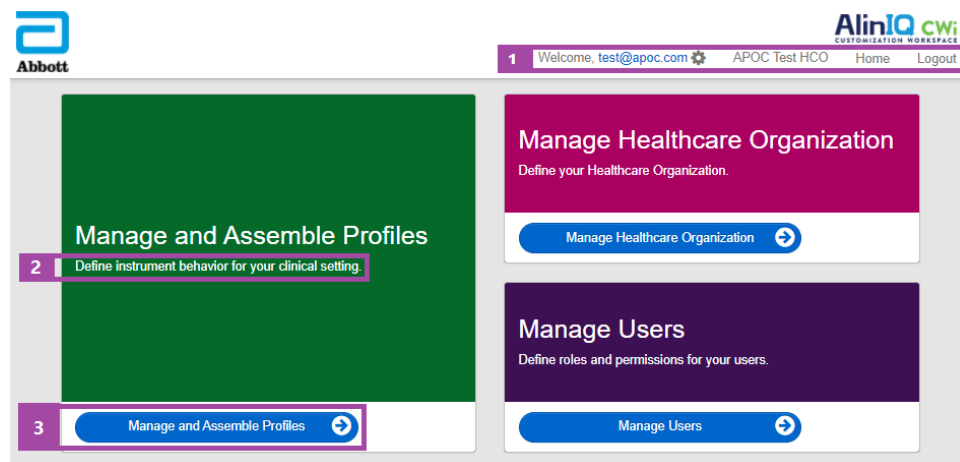 Abbott
AlinIQ CWi
CUSTOMIZATION WORKSPACE
1 Welcome, test@apoc.com APOC Test HCO Home Logout
Manage and Assemble Profiles
2 Define instrument behavior for your clinical setting.
3 Manage and Assemble Profiles
Manage Healthcare Organization
Define your Healthcare Organization.
Manage Healthcare Organization
Manage Users
Define roles and permissions for your users.
Manage Users